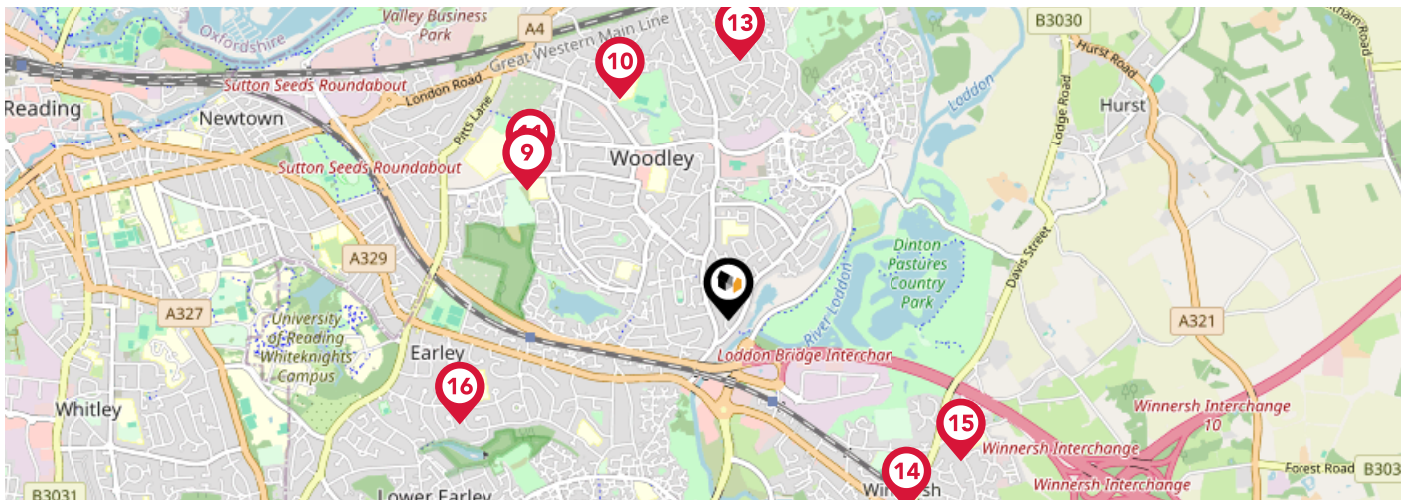 Valley Business
Park
Oxfordshire
A4
Great Western Main Line
13
B3030
Hurst Road
10
Sutton Seeds Roundabout
London Road
Reading
Newtown
Pitts Lane
Loddon
Lodge Road
Hurst
9
Woodley
Sutton Seeds Roundabout
A329
Dinton
Pastures
Country
Park
Davis Street
River Loddon
A327
A321
University
of Reading
Whiteknights
Campus
Earley
Loddon Bridge Interchar
16
Whitley
Winnersh Interchange
10
15
Winnersh Interchange
14
Forest Road
B303
Winnersh Interchange
B3031
Lower Earley